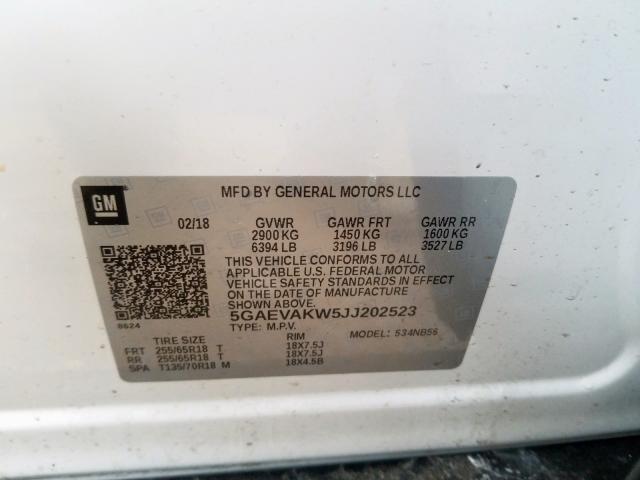 GM
MFD BY GENERAL MOTORS LLC
02/18 GVWR GAWR FRT GAWR RR
2900 KG 1450 KG 1600 KG
6394 LB 3196 LB 3527 LB
THIS VEHICLE CONFORMS TO ALL
APPLICABLE U.S. FEDERAL MOTOR
VEHICLE SAFETY STANDARDS IN EFFECT
ON THE DATE OF MANUFACTURE
SHOWN ABOVE.
5GAEVAKW5JJ202523
8624 TYPE: M.P.V. MODEL: 534NB56
TIRE SIZE RIM
FRT 255/65R18 T 18X7.5J
RR 255/65R18 T 18X7.5J
SPA T135/70R18 M 18X4.5B